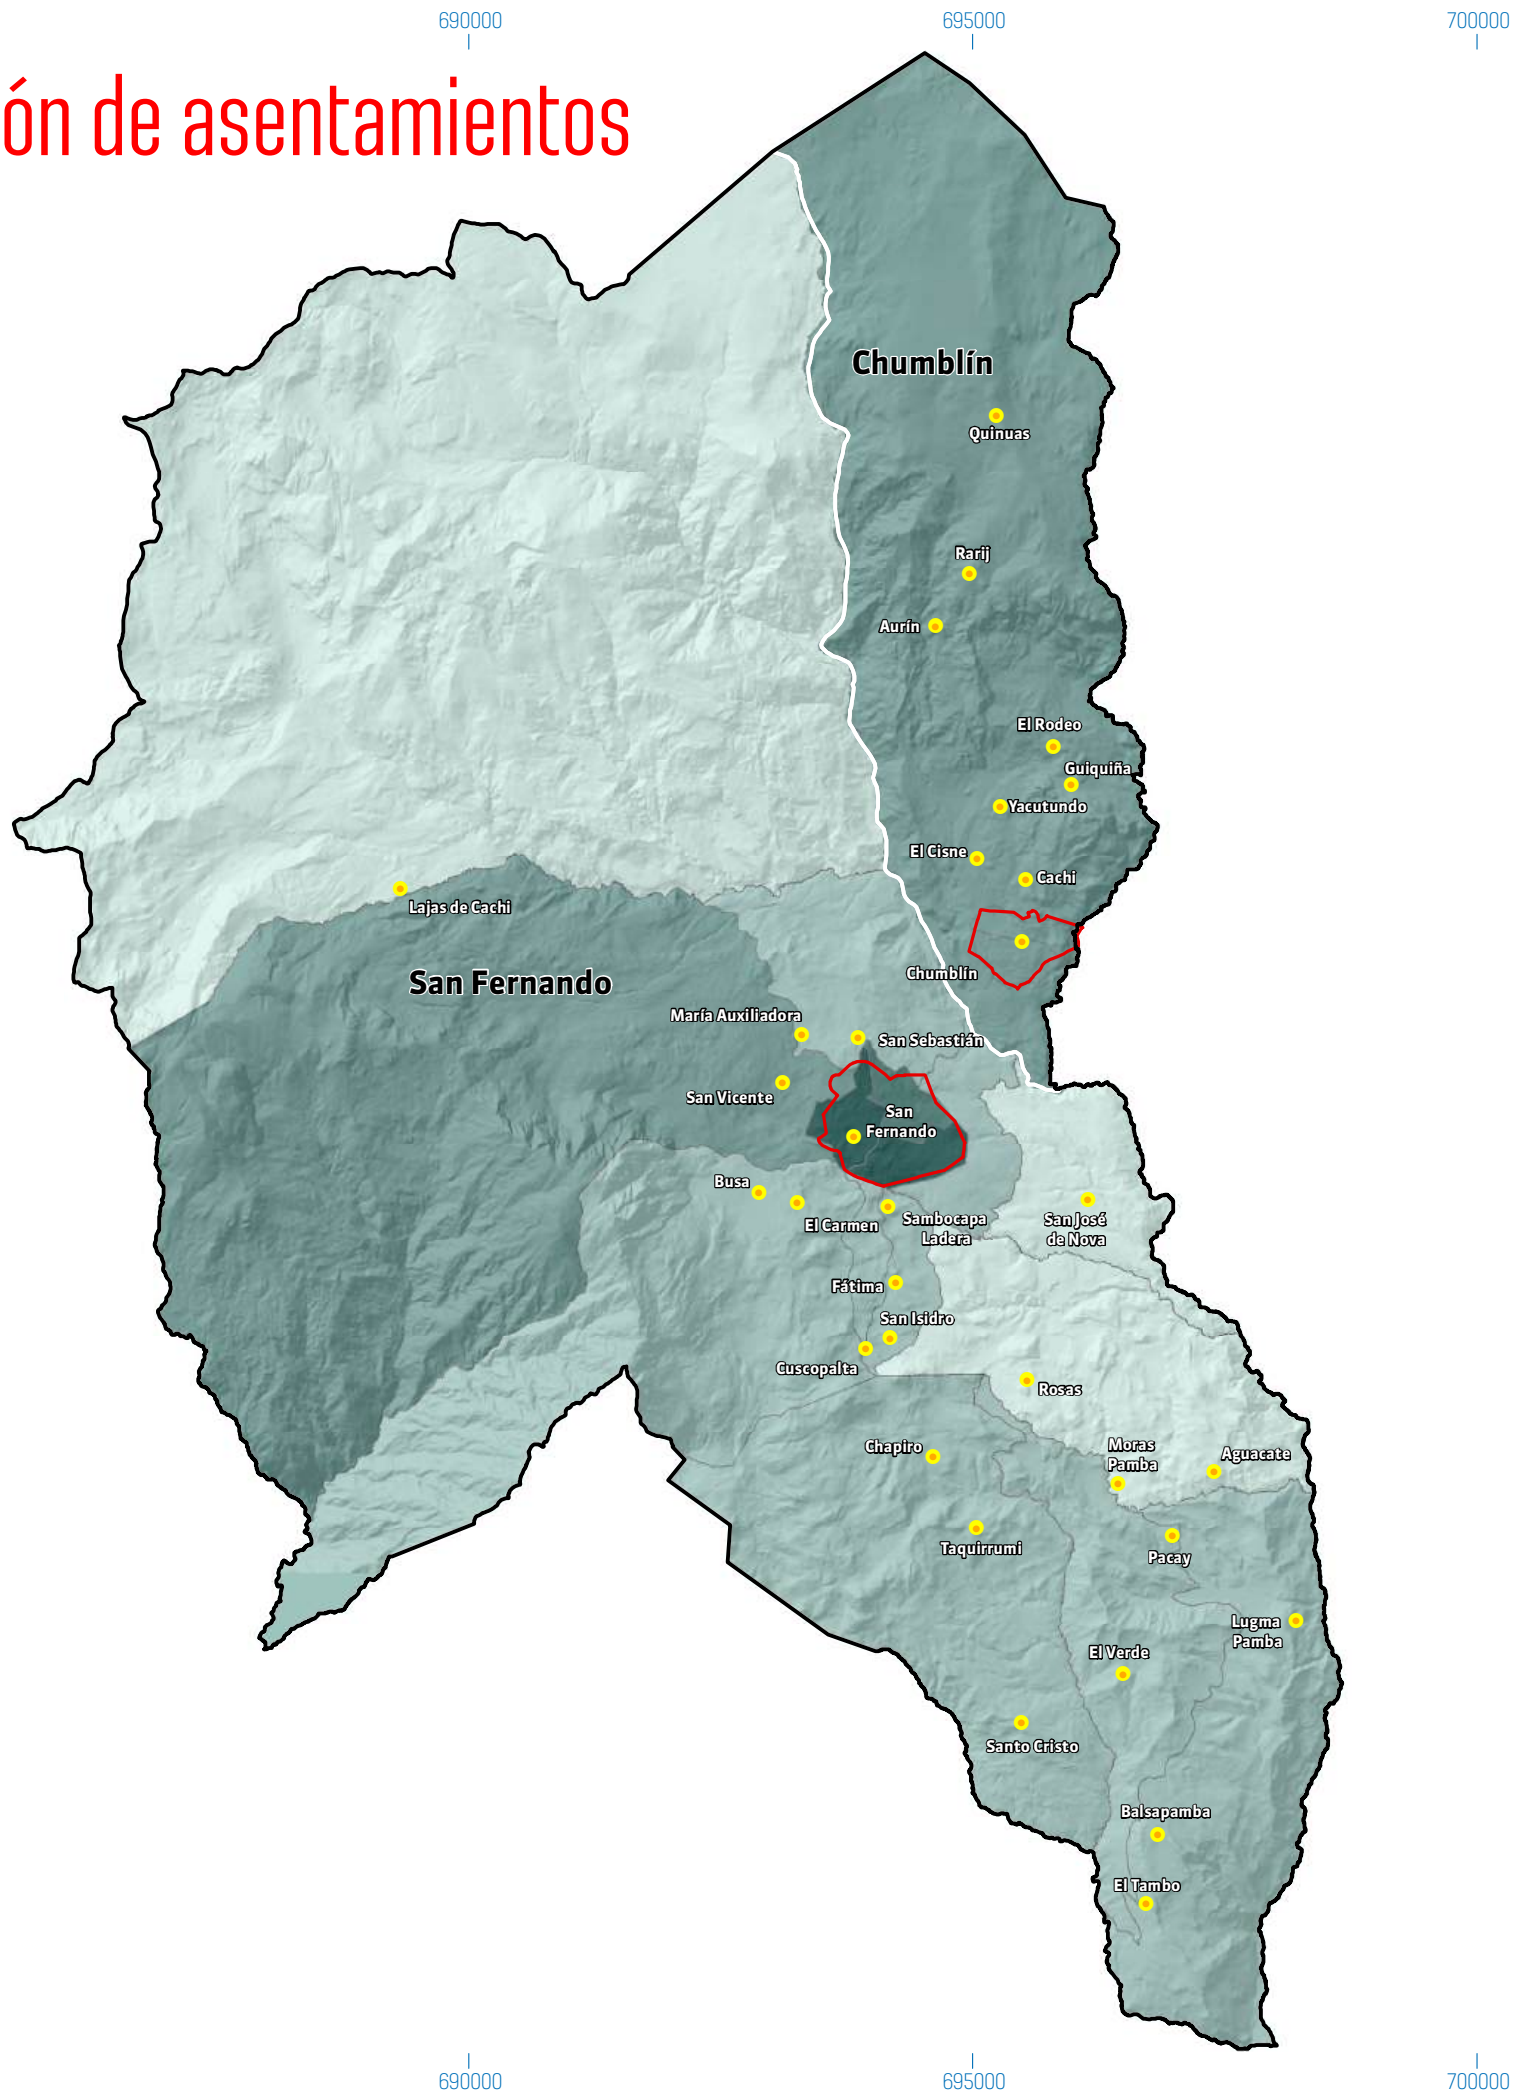 690000
695000
700000
ón de asentamientos
Chumblín
Quinuas
Rarij
Aurín
El Rodeo
Guiquiña
Yacutundo
El Cisne
Cachi
Lajas de Cachi
Chumblín
San Fernando
María Auxiliadora
San Sebastián
San Vicente
San
Fernando
Busa
El Carmen
Sambocapa
Ladera
San José
de Nova
Fátima
San Isidro
Cuscopalta
Rosas
Chapiro
Moras
Pamba
Aguacate
Taquirrumi
Pacay
Lugma
Pamba
El Verde
Santo Cristo
Balsapamba
El Tambo
690000
695000
700000